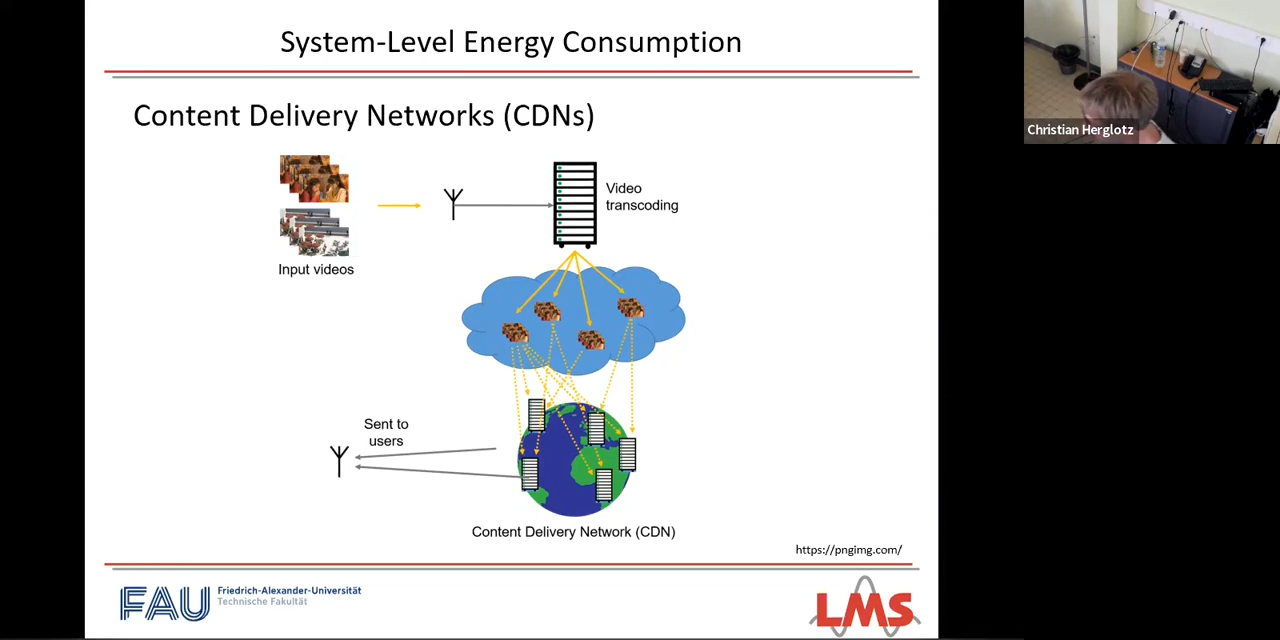 System-Level Energy Consumption
Content Delivery Networks (CDNs)
Christian Herglotz
Video
transcoding
Input videos
Sent to
users
Content Delivery Network (CDN)
https://pngimg.com/
FAU
Friedrich-Alexander-Universität
Technische Fakultät
LMS